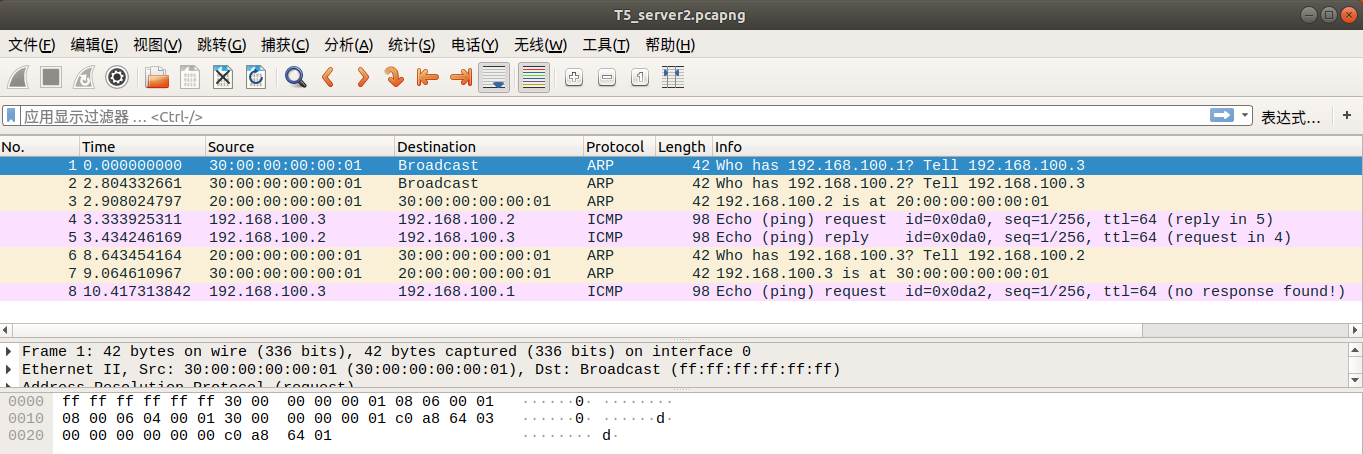 T5_server2.pcapng
文件(F) 编辑(E) 视图(V) 跳转(G) 捕获(C) 分析(A) 统计(S) 电话(Y) 无线(W) 工具(T) 帮助(H)
应用显示过滤器 … <Ctrl-/> 表达式… +
No. Time Source Destination Protocol Length Info
1 0.000000000 30:00:00:00:00:01 Broadcast ARP 42 Who has 192.168.100.1? Tell 192.168.100.3
2 2.804332661 30:00:00:00:00:01 Broadcast ARP 42 Who has 192.168.100.2? Tell 192.168.100.3
3 2.908024797 20:00:00:00:00:01 30:00:00:00:00:01 ARP 42 192.168.100.2 is at 20:00:00:00:00:01
4 3.333925311 192.168.100.3 192.168.100.2 ICMP 98 Echo (ping) request id=0x0da0, seq=1/256, ttl=64 (reply in 5)
5 3.434246169 192.168.100.2 192.168.100.3 ICMP 98 Echo (ping) reply id=0x0da0, seq=1/256, ttl=64 (request in 4)
6 8.643454164 20:00:00:00:00:01 30:00:00:00:00:01 ARP 42 Who has 192.168.100.3? Tell 192.168.100.2
7 9.064610967 30:00:00:00:00:01 20:00:00:00:00:01 ARP 42 192.168.100.3 is at 30:00:00:00:00:01
8 10.417313842 192.168.100.3 192.168.100.1 ICMP 98 Echo (ping) request id=0x0da2, seq=1/256, ttl=64 (no response found!)
Frame 1: 42 bytes on wire (336 bits), 42 bytes captured (336 bits) on interface 0
Ethernet II, Src: 30:00:00:00:00:01 (30:00:00:00:00:01), Dst: Broadcast (ff:ff:ff:ff:ff:ff)
Address Resolution Protocol (request)
0000 ff ff ff ff ff ff 30 00 00 00 00 01 08 06 00 01 ······0· ········
0010 08 00 06 04 00 01 30 00 00 00 00 01 c0 a8 64 03 ······0· ······d·
0020 00 00 00 00 00 00 c0 a8 64 01 ········ d·